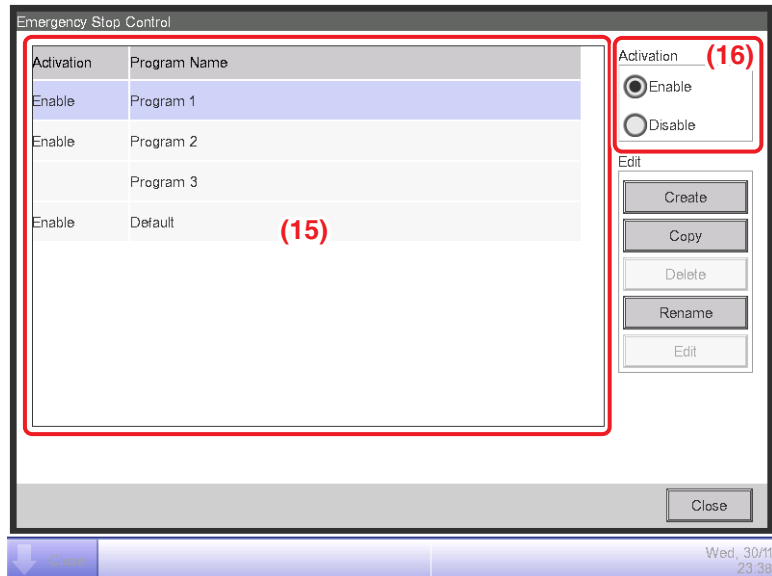 Emergency Stop Control
Activation Program Name
Enable Program 1
Enable Program 2
Program 3
Enable Default
(15)
Activation (16)
Enable
Disable
Edit
Create
Copy
Delete
Rename
Edit
Close
Wed, 30/11
23:38